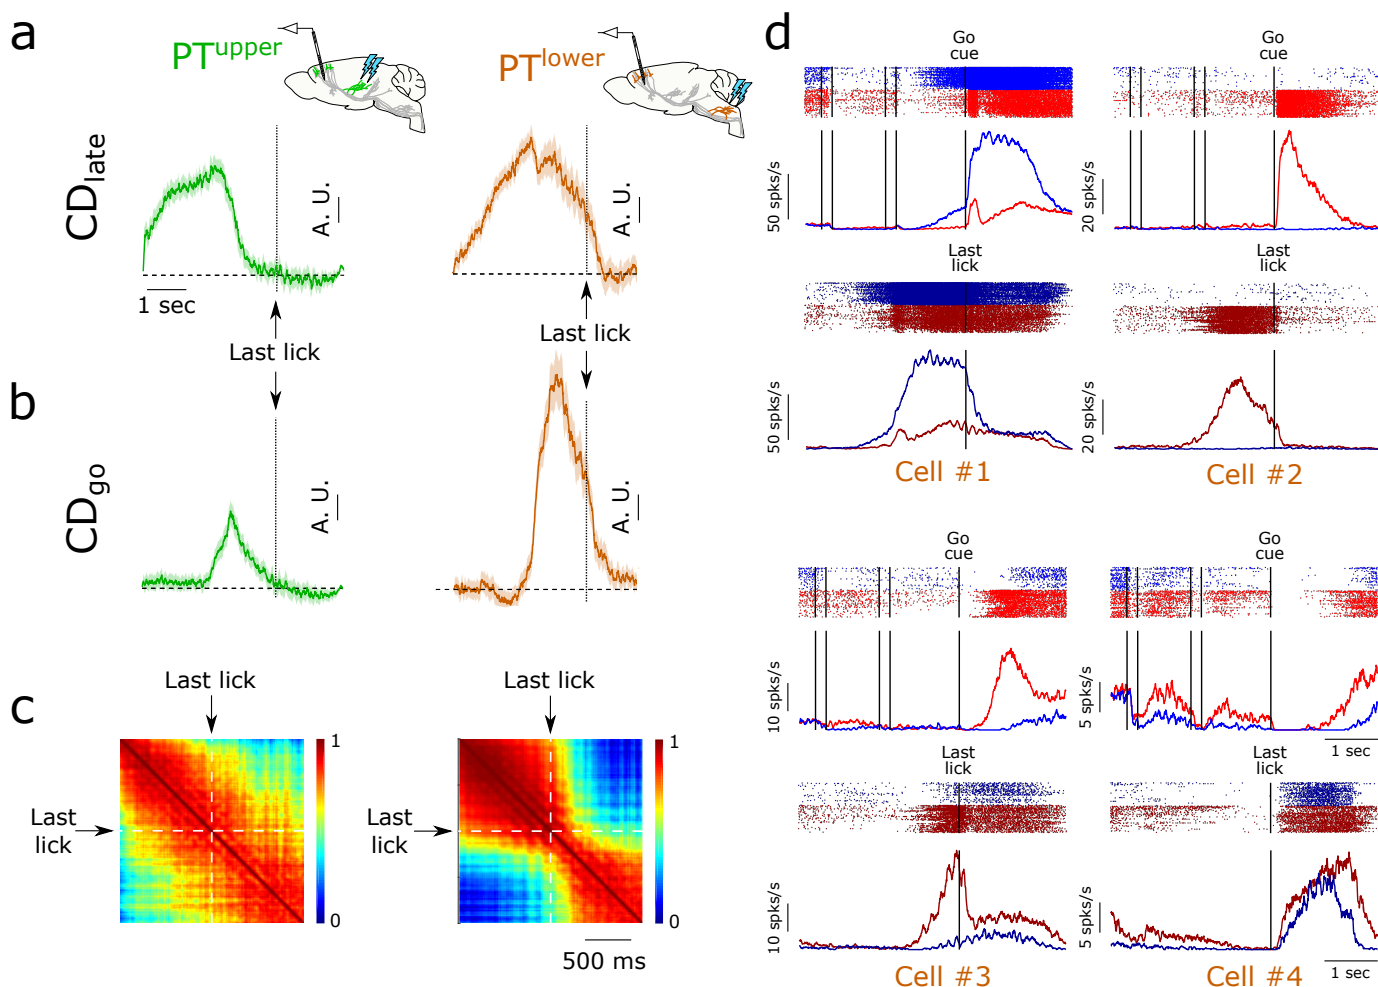 a
PTupper
PTlower
CDlate
A. U.
A. U.
1 sec
Last lick
Last lick
b
CDgo
A. U.
A. U.
c
Last lick
Last lick
Last
lick
1
0
Last
lick
1
0
500 ms
d
Go
cue
Go
cue
50 spks/s
20 spks/s
Last
lick
Last
lick
50 spks/s
20 spks/s
Cell #1
Cell #2
Go
cue
Go
cue
10 spks/s
5 spks/s
1 sec
Last
lick
Last
lick
10 spks/s
5 spks/s
1 sec
Cell #3
Cell #4